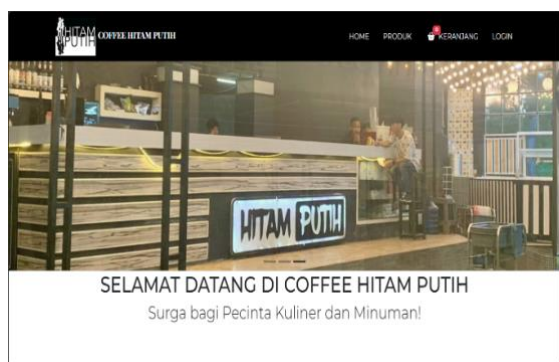 HITAM PUTIH COFFEE HITAM PUTIH HOME PRODUK 0 KERANJANG LOGIN
HITAM PUTIH
SELAMAT DATANG DI COFFEE HITAM PUTIH
Surga bagi Pecinta Kuliner dan Minuman!